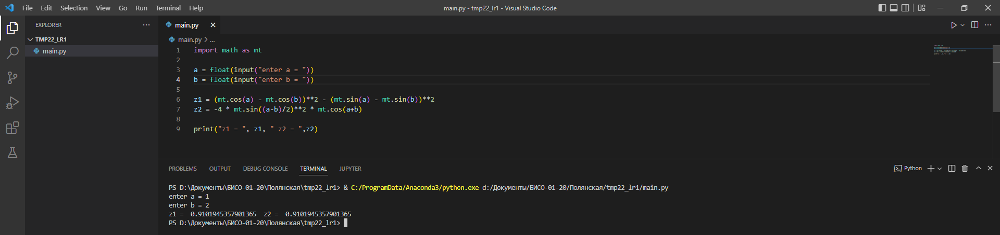 File Edit Selection View Go Run Terminal Help
main.py - tmp22_lr1 - Visual Studio Code
EXPLORER
TMP22_LR1
main.py
main.py
main.py > ...
1 import math as mt
2
3 a = float(input("enter a = "))
4 b = float(input("enter b = "))
5
6 z1 = (mt.cos(a) - mt.cos(b))**2 - (mt.sin(a) - mt.sin(b))**2
7 z2 = -4 * mt.sin((a-b)/2)**2 * mt.cos(a+b)
8
9 print("z1 = ", z1, " z2 = ",z2)
PROBLEMS OUTPUT DEBUG CONSOLE TERMINAL JUPYTER
Python
PS D:\Документы\БИСО-01-20\Полянская\tmp22_lr1> & C:/ProgramData/Anaconda3/python.exe d:/Документы/БИСО-01-20/Полянская/tmp22_lr1/main.py
enter a = 1
enter b = 2
z1 =  0.9101945357901365  z2 =  0.9101945357901365
PS D:\Документы\БИСО-01-20\Полянская\tmp22_lr1>